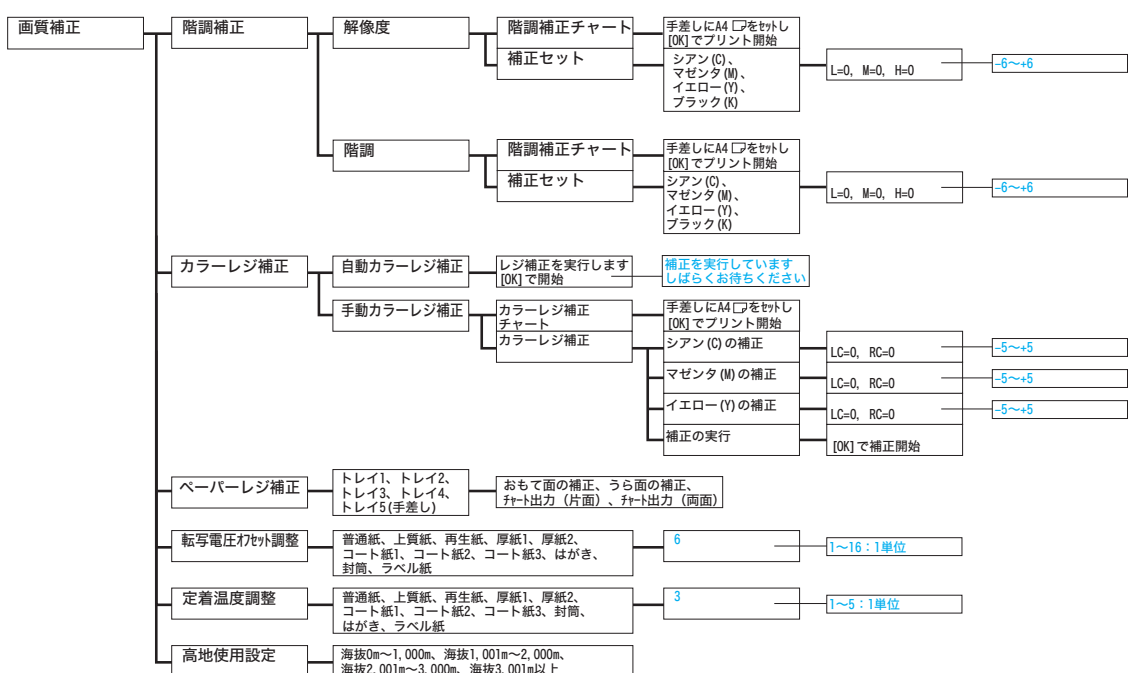 画質補正
階調補正
解像度
階調補正チャート
手差しにA4 をｾｯﾄし
[OK]でプリント開始
補正セット
シアン(C)、
マゼンタ(M)、
イエロー(Y)、
ブラック(K)
L=0, M=0, H=0
-6～+6
階調
階調補正チャート
手差しにA4 をｾｯﾄし
[OK]でプリント開始
補正セット
シアン(C)、
マゼンタ(M)、
イエロー(Y)、
ブラック(K)
L=0, M=0, H=0
-6～+6
カラーレジ補正
自動カラーレジ補正
レジ補正を実行します
[OK]で開始
補正を実行しています
しばらくお待ちください
手動カラーレジ補正
カラーレジ補正
チャート
手差しにA4 をｾｯﾄし
[OK]でプリント開始
カラーレジ補正
シアン(C)の補正
LC=0, RC=0
-5～+5
マゼンタ(M)の補正
LC=0, RC=0
-5～+5
イエロー(Y)の補正
LC=0, RC=0
-5～+5
補正の実行
[OK]で補正開始
ペーパーレジ補正
トレイ1、トレイ2、
トレイ3、トレイ4、
トレイ5(手差し)
おもて面の補正、うら面の補正、
ﾁｬｰﾄ出力（片面）、ﾁｬｰﾄ出力（両面）
転写電圧ｵﾌｾｯﾄ調整
普通紙、上質紙、再生紙、厚紙1、厚紙2、
コート紙1、コート紙2、コート紙3、はがき、
封筒、ラベル紙
6
1～16：1単位
定着温度調整
普通紙、上質紙、再生紙、厚紙1、厚紙2、
コート紙1、コート紙2、コート紙3、封筒、
はがき、ラベル紙
3
1～5：1単位
高地使用設定
海抜0m～1,000m、海抜1,001m～2,000m、
海抜2,001m～3,000m、海抜3,001m以上